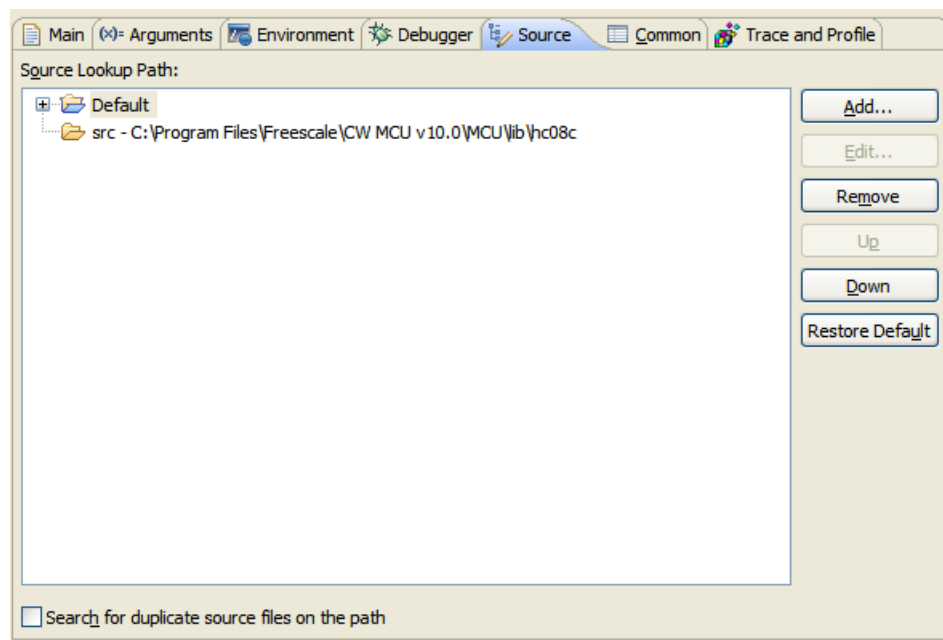 Main (x)= Arguments Environment Debugger Source Common Trace and Profile
Source Lookup Path:
Default
src - C:\Program Files\Freescale\CW MCU v10.0\MCU\lib\hc08c
Add...
Edit...
Remove
Up
Down
Restore Default
Search for duplicate source files on the path